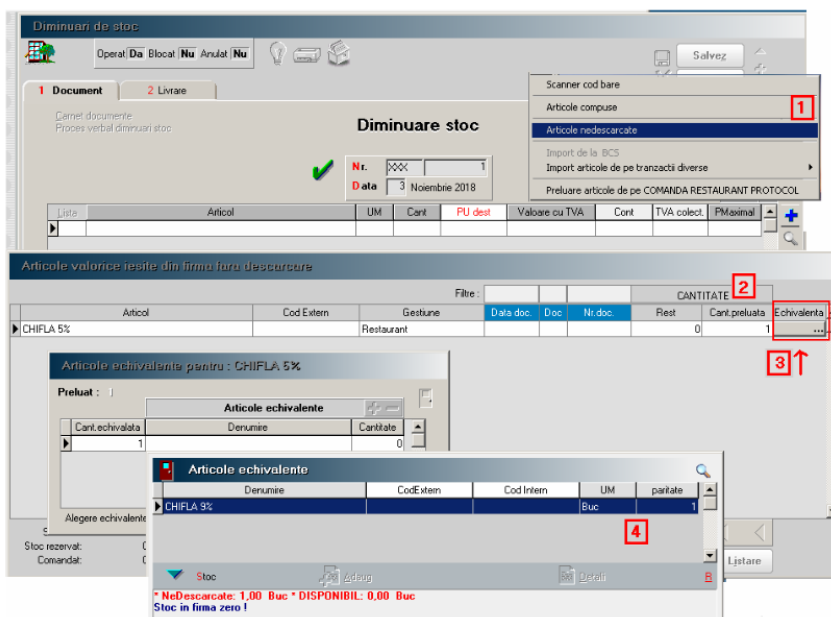 Diminuari de stoc
Operat Da Blocat Nu Anulat Nu
Salvez
1 Document 2 Livrare
Scanner cod bare
Articole compuse
1
Articole nedescarcate
Import de la BCS
Import articole de pe tranzactii diverse
Preluare articole de pe COMANDA RESTAURANT PROTOCOL
Carnet documente
Proces verbal diminuari stoc
Diminuare stoc
Nr. XXX 1
Data 3 Noiembrie 2018
Liste Articol UM Cant PU dest Valoare cu TVA Cont TVA colect. PMaximal
Articole valorice iesite din firma fara descarcare
Filtre : CANTITATE 2
Articol Cod Extern Gestiune Data doc. Doc Nr.doc. Rest Cant.preluata Echivalenta
CHIFLA 5% Restaurant 0 1 ...
3
Articole echivalente pentru : CHIFLA 5%
Preluat : 1
Articole echivalente
Cant.echivalata Denumire Cantitate
1 0
Articole echivalente
Denumire CodExtern Cod Intern UM paritate
CHIFLA 9% Buc 1
4
Alegere echivalente
Stoc rezervat:
Comandat:
Stoc Adaug Detalii R
Listare
* NeDescarcate: 1,00 Buc * DISPONIBIL: 0,00 Buc
Stoc in firma zero !